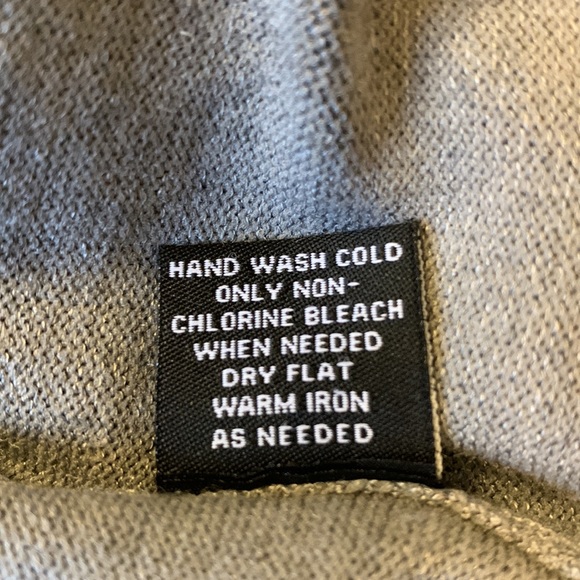 HAND WASH COLD
ONLY NON-
CHLORINE BLEACH
WHEN NEEDED
DRY FLAT
WARM IRON
AS NEEDED